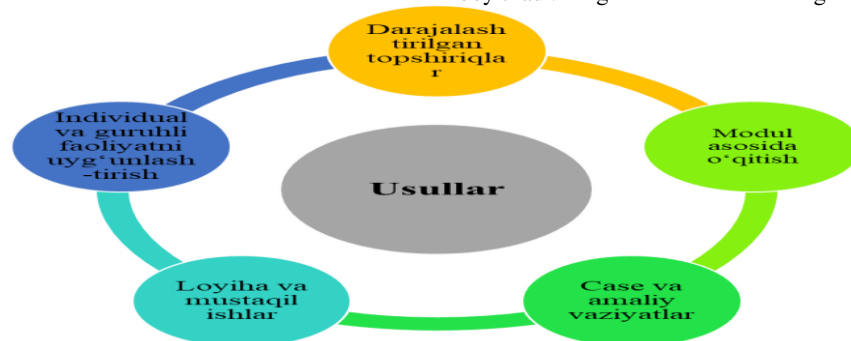 Darajalash
tirilgan
topshiriqla
r
Individual
va guruhli
faoliyatni
uyg‘unlash
-tirish
Modul
asosida
o‘qitish
Usullar
Loyiha va
mustaqil
ishlar
Case va
amaliy
vaziyatlar